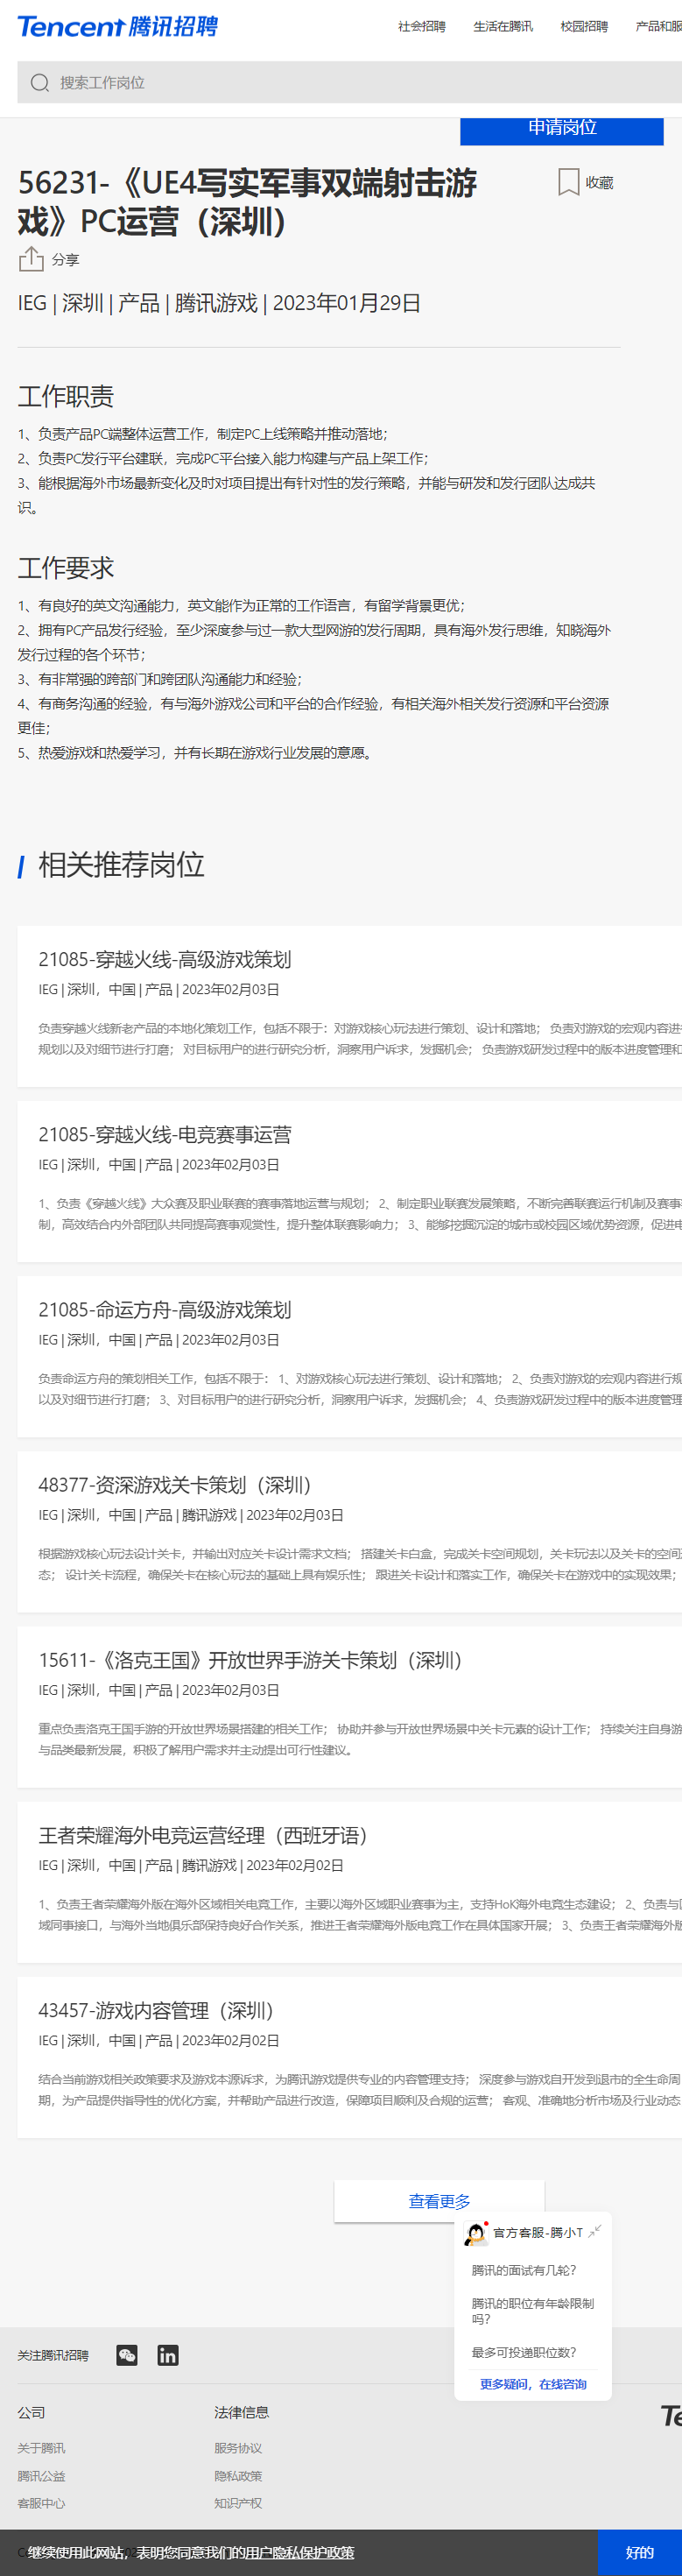 Tencent 腾讯招聘
社会招聘 生活在腾讯 校园招聘 产品和服
搜索工作岗位
申请岗位
56231-《UE4写实军事双端射击游
戏》PC运营（深圳）
收藏
分享
IEG | 深圳 | 产品 | 腾讯游戏 | 2023年01月29日
工作职责
1、负责产品PC端整体运营工作，制定PC上线策略并推动落地；
2、负责PC发行平台建联，完成PC平台接入能力构建与产品上架工作；
3、能根据海外市场最新变化及时对项目提出有针对性的发行策略，并能与研发和发行团队达成共
识。
工作要求
1、有良好的英文沟通能力，英文能作为正常的工作语言，有留学背景更优；
2、拥有PC产品发行经验，至少深度参与过一款大型网游的发行周期，具有海外发行思维，知晓海外
发行过程的各个环节；
3、有非常强的跨部门和跨团队沟通能力和经验；
4、有商务沟通的经验，有与海外游戏公司和平台的合作经验，有相关海外相关发行资源和平台资源
更佳；
5、热爱游戏和热爱学习，并有长期在游戏行业发展的意愿。
相关推荐岗位
21085-穿越火线-高级游戏策划
IEG | 深圳，中国 | 产品 | 2023年02月03日
负责穿越火线新老产品的本地化策划工作，包括不限于：对游戏核心玩法进行策划、设计和落地； 负责对游戏的宏观内容进
规划以及对细节进行打磨； 对目标用户的进行研究分析，洞察用户诉求，发掘机会； 负责游戏研发过程中的版本进度管理和
21085-穿越火线-电竞赛事运营
IEG | 深圳，中国 | 产品 | 2023年02月03日
1、负责《穿越火线》大众赛及职业联赛的赛事落地运营与规划； 2、制定职业联赛发展策略，不断完善联赛运行机制及赛事
制，高效结合内外部团队共同提高赛事观赏性，提升整体联赛影响力； 3、能够挖掘沉淀的城市或校园区域优势资源，促进电
21085-命运方舟-高级游戏策划
IEG | 深圳，中国 | 产品 | 2023年02月03日
负责命运方舟的策划相关工作，包括不限于： 1、对游戏核心玩法进行策划、设计和落地； 2、负责对游戏的宏观内容进行规
以及对细节进行打磨； 3、对目标用户的进行研究分析，洞察用户诉求，发掘机会； 4、负责游戏研发过程中的版本进度管理
48377-资深游戏关卡策划（深圳）
IEG | 深圳，中国 | 产品 | 腾讯游戏 | 2023年02月03日
根据游戏核心玩法设计关卡，并输出对应关卡设计需求文档； 搭建关卡白盒，完成关卡空间规划，关卡玩法以及关卡的空间
态； 设计关卡流程，确保关卡在核心玩法的基础上具有娱乐性； 跟进关卡设计和落实工作，确保关卡在游戏中的实现效果；
15611-《洛克王国》开放世界手游关卡策划（深圳）
IEG | 深圳，中国 | 产品 | 2023年02月03日
重点负责洛克王国手游的开放世界场景搭建的相关工作； 协助并参与开放世界场景中关卡元素的设计工作； 持续关注自身游
与品类最新发展，积极了解用户需求并主动提出可行性建议。
王者荣耀海外电竞运营经理（西班牙语）
IEG | 深圳，中国 | 产品 | 腾讯游戏 | 2023年02月02日
1、负责王者荣耀海外版在海外区域相关电竞工作，主要以海外区域职业赛事为主，支持HoK海外电竞生态建设； 2、负责与
域同事接口，与海外当地俱乐部保持良好合作关系，推进王者荣耀海外版电竞工作在具体国家开展； 3、负责王者荣耀海外版
43457-游戏内容管理（深圳）
IEG | 深圳，中国 | 产品 | 2023年02月02日
结合当前游戏相关政策要求及游戏本源诉求，为腾讯游戏提供专业的内容管理支持； 深度参与游戏自开发到退市的全生命周
期，为产品提供指导性的优化方案，并帮助产品进行改造，保障项目顺利及合规的运营； 客观、准确地分析市场及行业动态
查看更多
官方客服-腾小T
腾讯的面试有几轮？
腾讯的职位有年龄限制
吗？
最多可投递职位数？
更多疑问，在线咨询
关注腾讯招聘
公司 法律信息
关于腾讯 服务协议
腾讯公益 隐私政策
客服中心 知识产权
继续使用此网站，表明您同意我们的用户隐私保护政策
好的